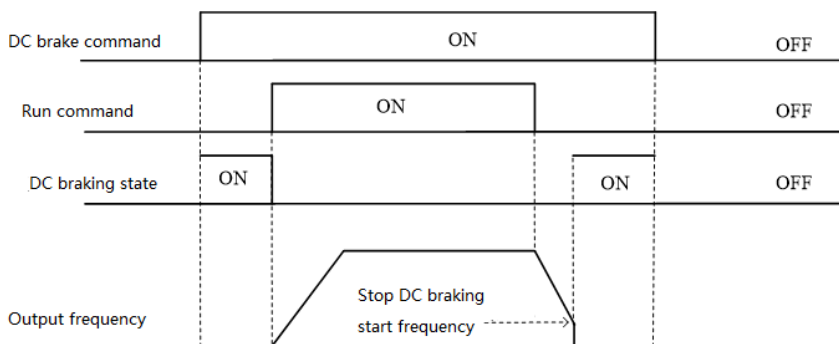 DC brake command
ON
OFF
Run command
ON
OFF
DC braking state
ON
ON
OFF
Output frequency
Stop DC braking
start frequency